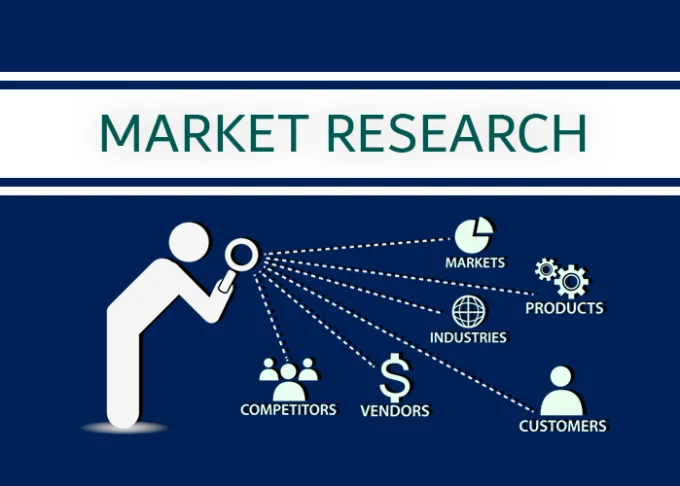 MARKET RESEARCH
MARKETS
PRODUCTS
INDUSTRIES
COMPETITORS
VENDORS
CUSTOMERS